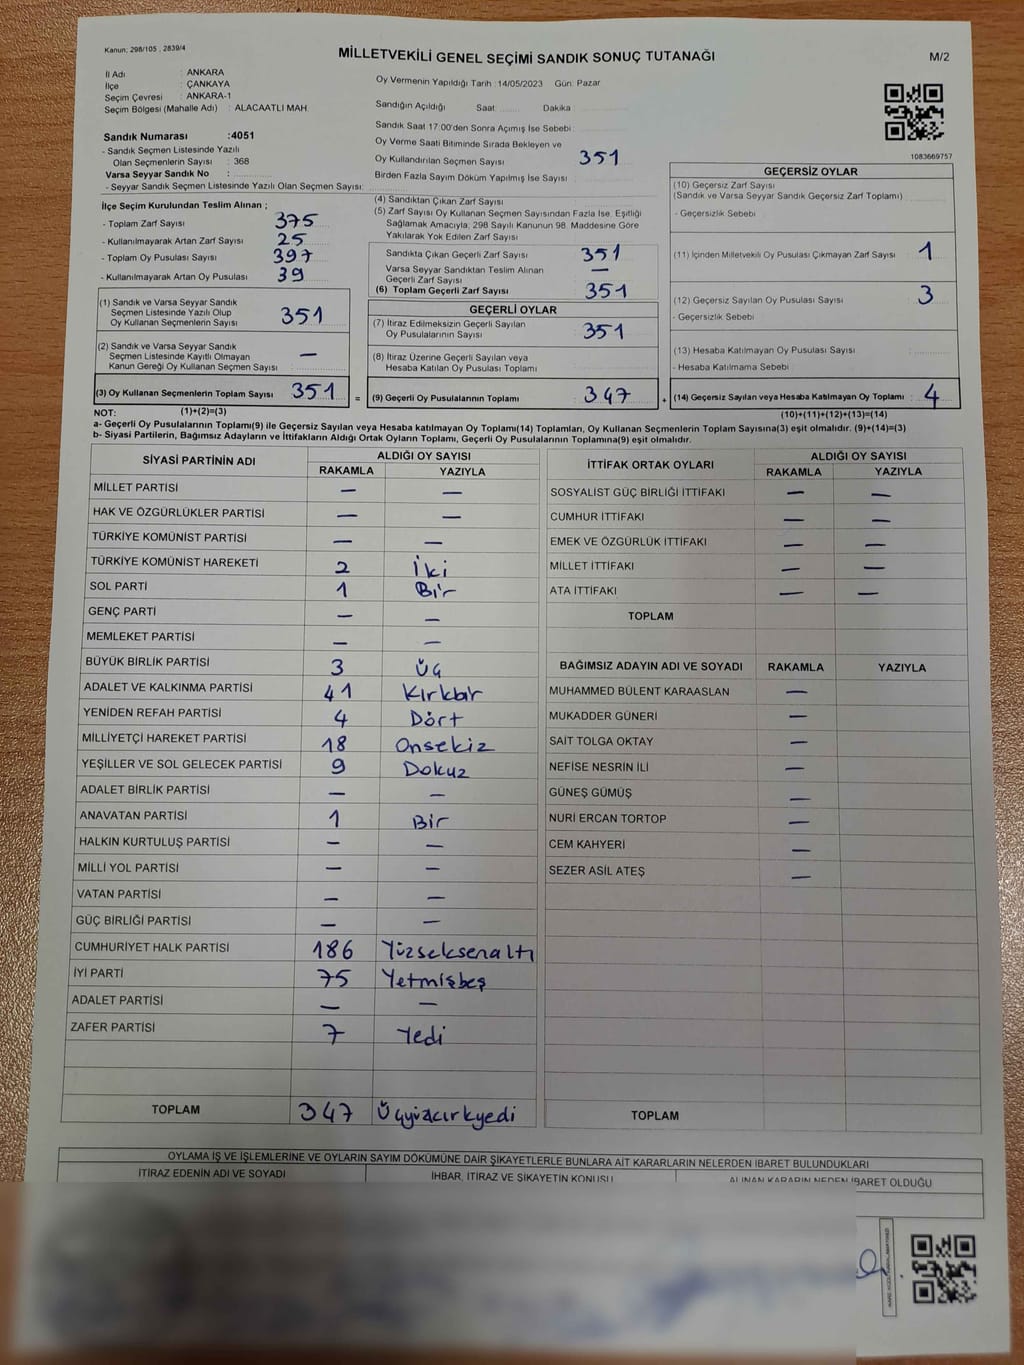 Kanun; 298/105 , 2839/4
MİLLETVEKİLİ GENEL SEÇİMİ SANDIK SONUÇ TUTANAĞI
M/2
İl Adı : ANKARA
İlçe : ÇANKAYA
Seçim Çevresi : ANKARA-1
Seçim Bölgesi (Mahalle Adı) : ALACAATLI MAH.
Sandık Numarası :4051
- Sandık Seçmen Listesinde Yazılı
Olan Seçmenlerin Sayısı : 368
Varsa Seyyar Sandık No :
- Seyyar Sandık Seçmen Listesinde Yazılı Olan Seçmen Sayısı:
İlçe Seçim Kurulundan Teslim Alınan ;
- Toplam Zarf Sayısı : 375
- Kullanılmayarak Artan Zarf Sayısı : 25
- Toplam Oy Pusulası Sayısı : 397
- Kullanılmayarak Artan Oy Pusulası : 39
(1) Sandık ve Varsa Seyyar Sandık
Seçmen Listesinde Yazılı Olup
Oy Kullanan Seçmenlerin Sayısı : 351
(2) Sandık ve Varsa Seyyar Sandık
Seçmen Listesinde Kayıtlı Olmayan
Kanun Gereği Oy Kullanan Seçmen Sayısı : —
(3) Oy Kullanan Seçmenlerin Toplam Sayısı : 351 =
Oy Vermenin Yapıldığı Tarih :14/05/2023 Gün: Pazar
Sandığın Açıldığı Saat: Dakika
Sandık Saat 17:00'den Sonra Açımış İse Sebebi:
Oy Verme Saati Bitiminde Sırada Bekleyen ve
Oy Kullandırılan Seçmen Sayısı : 351
Birden Fazla Sayım Döküm Yapılmış İse Sayısı :
(4) Sandıktan Çıkan Zarf Sayısı :
(5) Zarf Sayısı Oy Kullanan Seçmen Sayısından Fazla İse, Eşitliği
Sağlamak Amacıyla; 298 Sayılı Kanunun 98. Maddesine Göre
Yakılarak Yok Edilen Zarf Sayısı :
Sandıkta Çıkan Geçerli Zarf Sayısı : 351
Varsa Seyyar Sandıktan Teslim Alınan
Geçerli Zarf Sayısı : —
(6) Toplam Geçerli Zarf Sayısı : 351
GEÇERLİ OYLAR
(7) İtiraz Edilmeksizin Geçerli Sayılan
Oy Pusulalarının Sayısı : 351
(8) İtiraz Üzerine Geçerli Sayılan veya
Hesaba Katılan Oy Pusulası Toplamı :
(9) Geçerli Oy Pusulalarının Toplamı : 347 +
1083669757
GEÇERSİZ OYLAR
(10) Geçersiz Zarf Sayısı
(Sandık ve Varsa Seyyar Sandık Geçersiz Zarf Toplamı) :
- Geçersizlik Sebebi :
(11) İçinden Milletvekili Oy Pusulası Çıkmayan Zarf Sayısı : 1
(12) Geçersiz Sayılan Oy Pusulası Sayısı : 3
- Geçersizlik Sebebi :
(13) Hesaba Katılmayan Oy Pusulası Sayısı :
- Hesaba Katılmama Sebebi :
(14) Geçersiz Sayılan veya Hesaba Katılmayan Oy Toplamı : 4
NOT: (1)+(2)=(3)
(10)+(11)+(12)+(13)=(14)
a- Geçerli Oy Pusulalarının Toplamı(9) ile Geçersiz Sayılan veya Hesaba katılmayan Oy Toplamı(14) Toplamları, Oy Kullanan Seçmenlerin Toplam Sayısına(3) eşit olmalıdır. (9)+(14)=(3)
b- Siyasi Partilerin, Bağımsız Adayların ve İttifakların Aldığı Ortak Oyların Toplamı, Geçerli Oy Pusulalarının Toplamına(9) eşit olmalıdır.
SİYASİ PARTİNİN ADI ALDIĞI OY SAYISI
RAKAMLA YAZIYLA
MİLLET PARTİSİ — —
HAK VE ÖZGÜRLÜKLER PARTİSİ — —
TÜRKİYE KOMÜNİST PARTİSİ — —
TÜRKİYE KOMÜNİST HAREKETİ 2 İki
SOL PARTİ 1 Bir
GENÇ PARTİ — —
MEMLEKET PARTİSİ — —
BÜYÜK BİRLİK PARTİSİ 3 Üç
ADALET VE KALKINMA PARTİSİ 41 Kırkbir
YENİDEN REFAH PARTİSİ 4 Dört
MİLLİYETÇİ HAREKET PARTİSİ 18 Onsekiz
YEŞİLLER VE SOL GELECEK PARTİSİ 9 Dokuz
ADALET BİRLİK PARTİSİ — —
ANAVATAN PARTİSİ 1 Bir
HALKIN KURTULUŞ PARTİSİ — —
MİLLİ YOL PARTİSİ — —
VATAN PARTİSİ — —
GÜÇ BİRLİĞİ PARTİSİ — —
CUMHURİYET HALK PARTİSİ 186 Yüzseksenaltı
İYİ PARTİ 75 Yetmişbeş
ADALET PARTİSİ — —
ZAFER PARTİSİ 7 Yedi
TOPLAM 347 Üçyüzkırkyedi
İTTİFAK ORTAK OYLARI ALDIĞI OY SAYISI
RAKAMLA YAZIYLA
SOSYALİST GÜÇ BİRLİĞİ İTTİFAKI — —
CUMHUR İTTİFAKI — —
EMEK VE ÖZGÜRLÜK İTTİFAKI — —
MİLLET İTTİFAKI — —
ATA İTTİFAKI — —
TOPLAM
BAĞIMSIZ ADAYIN ADI VE SOYADI RAKAMLA YAZIYLA
MUHAMMED BÜLENT KARAASLAN —
MUKADDER GÜNERİ —
SAİT TOLGA OKTAY —
NEFİSE NESRİN İLİ —
GÜNEŞ GÜMÜŞ —
NURİ ERCAN TORTOP —
CEM KAHYERİ —
SEZER ASİL ATEŞ —
TOPLAM
OYLAMA İŞ VE İŞLEMLERİNE VE OYLARIN SAYIM DÖKÜMÜNE DAİR ŞİKAYETLERLE BUNLARA AİT KARARLARIN NELERDEN İBARET BULUNDUKLARI
İTİRAZ EDENİN ADI VE SOYADI
İHBAR, İTİRAZ VE ŞİKAYETİN KONUSU
ALINAN KARARIN NEDEN İBARET OLDUĞU